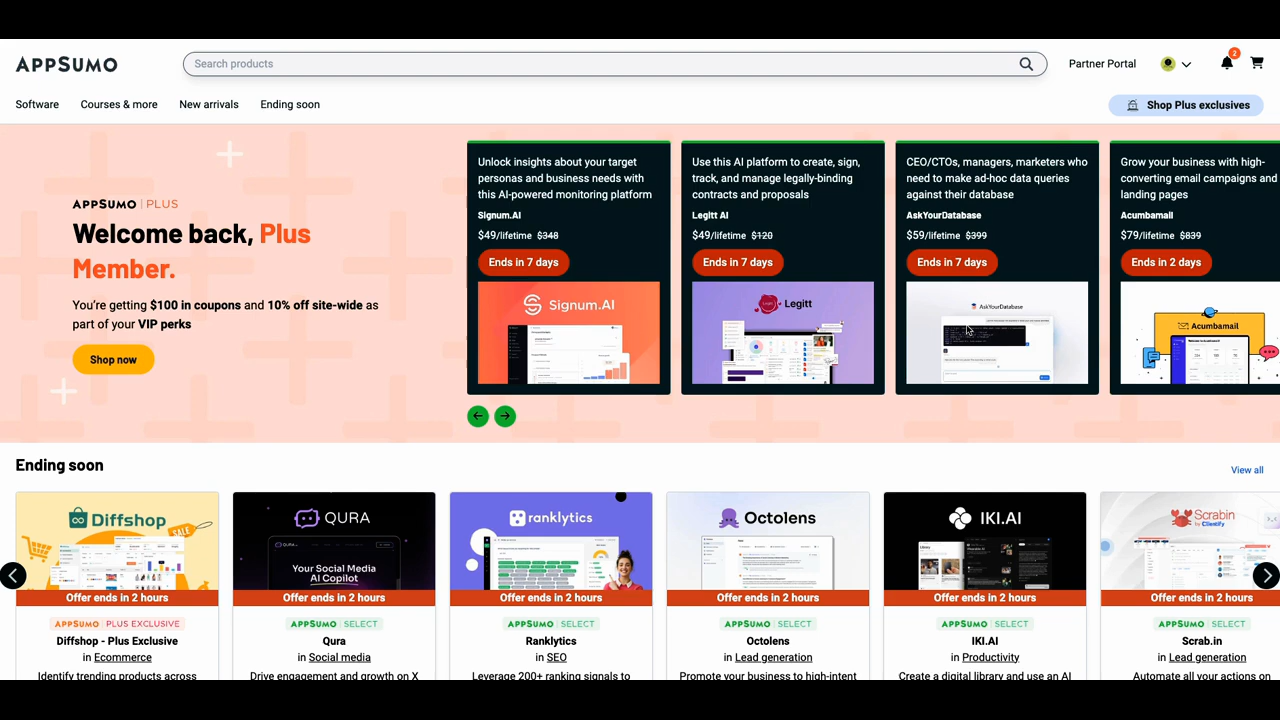 APPSUMO
Search products
Partner Portal
2
Software
Courses & more
New arrivals
Ending soon
Shop Plus exclusives
APPSUMO | PLUS
Welcome back, Plus
Member.
You're getting $100 in coupons and 10% off site-wide as
part of your VIP perks
Shop now
Unlock insights about your target
personas and business needs with
this AI-powered monitoring platform
Signum.AI
$49/lifetime $348
Ends in 7 days
Signum.AI
Use this AI platform to create, sign,
track, and manage legally-binding
contracts and proposals
Legitt AI
$49/lifetime $120
Ends in 7 days
Legitt
CEO/CTOs, managers, marketers who
need to make ad-hoc data queries
against their database
AskYourDatabase
$59/lifetime $399
Ends in 7 days
AskYourDatabase
Grow your business with high-
converting email campaigns and
landing pages
Acumbamail
$79/lifetime $839
Ends in 2 days
Acumbamail
Ending soon
View all
Diffshop
SALE
Offer ends in 2 hours
APPSUMO | PLUS EXCLUSIVE
Diffshop - Plus Exclusive
in Ecommerce
Identify trending products across
QURA
Your Social Media
AI Copilot
Offer ends in 2 hours
APPSUMO | SELECT
Qura
in Social media
Drive engagement and growth on X
ranklytics
Offer ends in 2 hours
APPSUMO | SELECT
Ranklytics
in SEO
Leverage 200+ ranking signals to
Octolens
Offer ends in 2 hours
APPSUMO | SELECT
Octolens
in Lead generation
Promote your business to high-intent
IKI.AI
Offer ends in 2 hours
APPSUMO | SELECT
IKI.AI
in Productivity
Create a digital library and use an AI
Scrabin
by Clientify
Offer ends in 2 hours
APPSUMO | SELECT
Scrab.in
in Lead generation
Automate all your actions on